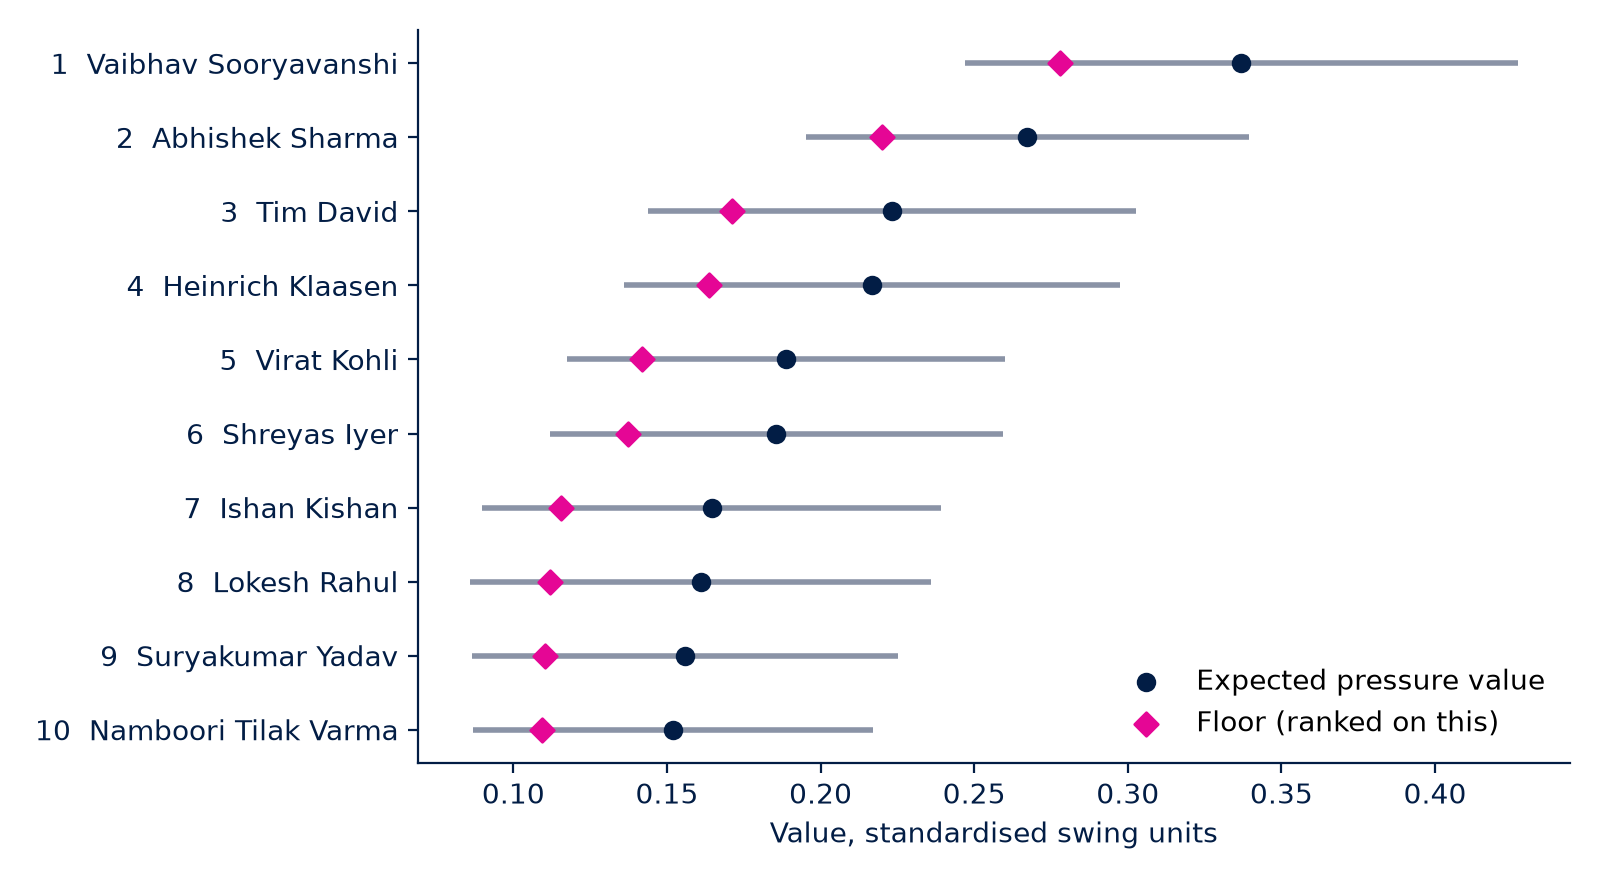 1 Vaibhav Sooryavanshi
2 Abhishek Sharma
3 Tim David
4 Heinrich Klaasen
5 Virat Kohli
6 Shreyas Iyer
7 Ishan Kishan
8 Lokesh Rahul
9 Suryakumar Yadav
10 Namboori Tilak Varma
Expected pressure value
Floor (ranked on this)
0.10 0.15 0.20 0.25 0.30 0.35 0.40
Value, standardised swing units